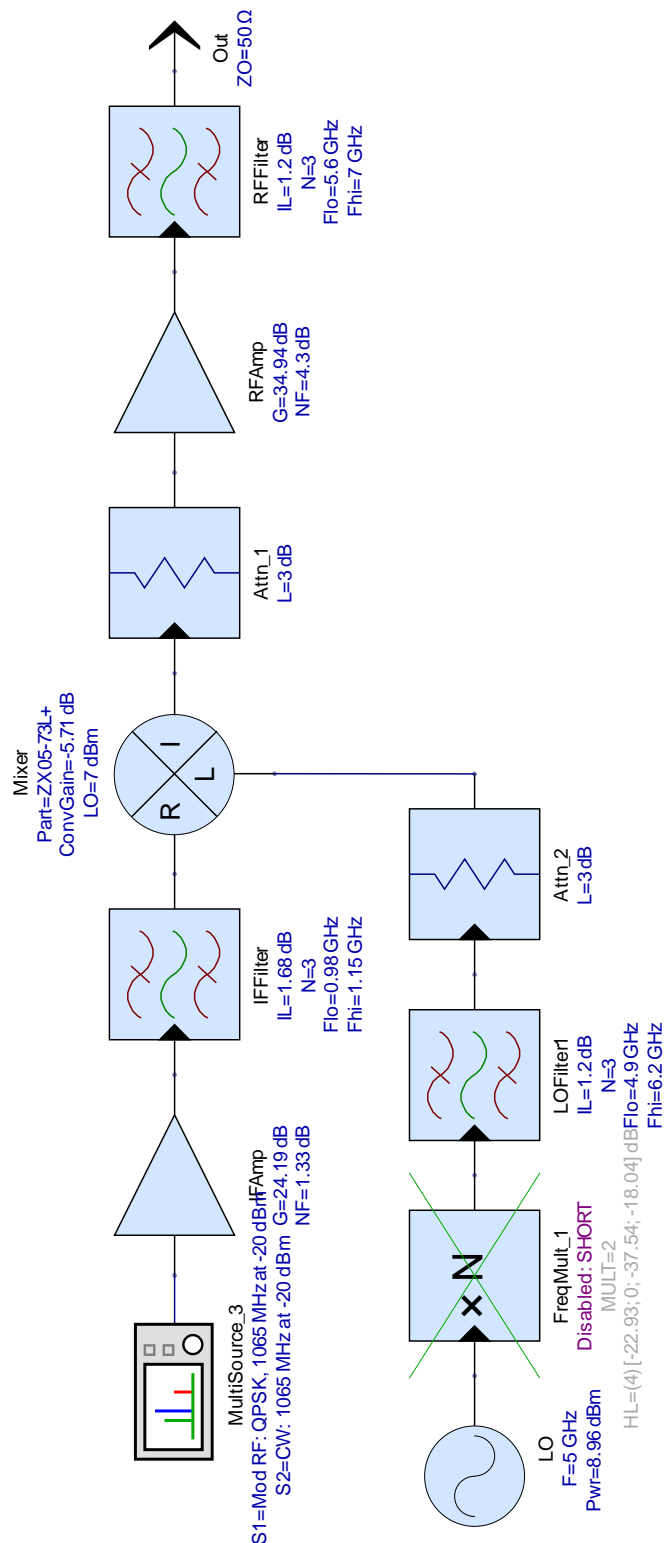 MultiSource_3
S1=Mod RF: QPSK, 1065 MHz at -20 dBm
S2=CW: 1065 MHz at -20 dBm
IFAmp
G=24.19 dB
NF=1.33 dB
IFFilter
IL=1.68 dB
N=3
Flo=0.98 GHz
Fhi=1.15 GHz
Mixer
Part=ZX05-73L+
ConvGain=-5.71 dB
LO=7 dBm
R
I
L
Attn_1
L=3 dB
RFAmp
G=34.94 dB
NF=4.3 dB
RFFilter
IL=1.2 dB
N=3
Flo=5.6 GHz
Fhi=7 GHz
Out
ZO=50 Ω
LO
F=5 GHz
Pwr=8.96 dBm
×N
FreqMult_1
Disabled: SHORT
MULT=2
HL=(4) [-22.93; 0; -37.54; -18.04] dB
LOFilter1
IL=1.2 dB
N=3
Flo=4.9 GHz
Fhi=6.2 GHz
Attn_2
L=3 dB